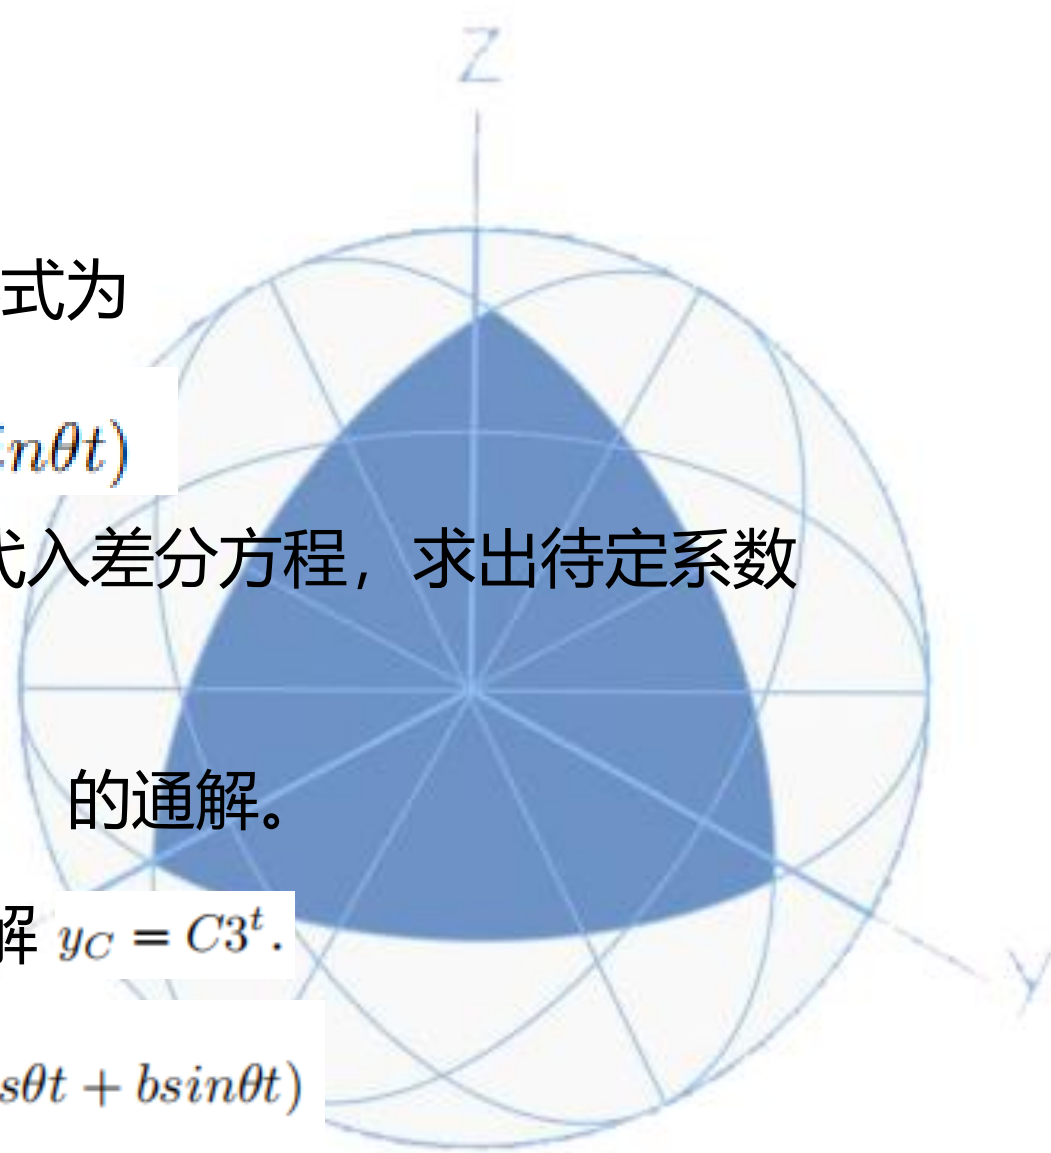 Z
式为
nθt)
代入差分方程，求出待定系数
的通解。
解 y_C = C3^t.
sθt + bsinθt)
y